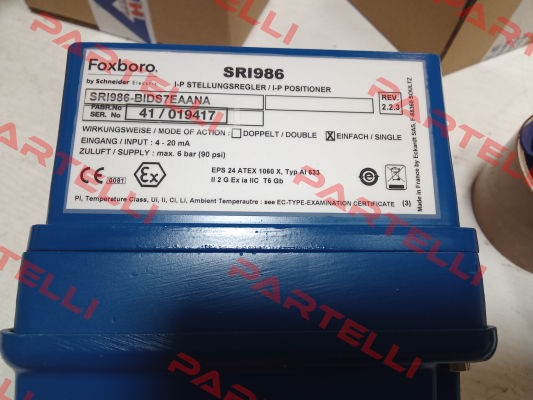 Foxboro.
by Schneider Electric
SRI986
I-P STELLUNGSREGLER / I-P POSITIONER
SRI986-BIDS7EAANA
REV. 2.2.3
FABR.No
SER. No 41 / 019417
WIRKUNGSWEISE / MODE OF ACTION : DOPPELT / DOUBLE X EINFACH / SINGLE
EINGANG / INPUT : 4 - 20 mA
ZULUFT / SUPPLY : max. 6 bar (90 psi)
CE 0081 Ex
EPS 24 ATEX 1060 X, Typ AI 633
II 2 G Ex ia IIC T6 Gb
PI, Temperature Class, Ui, Ii, Ci, Li, Ambient Temperautre : see EC-TYPE-EXAMINATION CERTIFICATE (3)
Made in France by Eckardt SAS, F-68360 SOULTZ
PARTELLI
PARTELLI
PARTELLI
PARTELLI